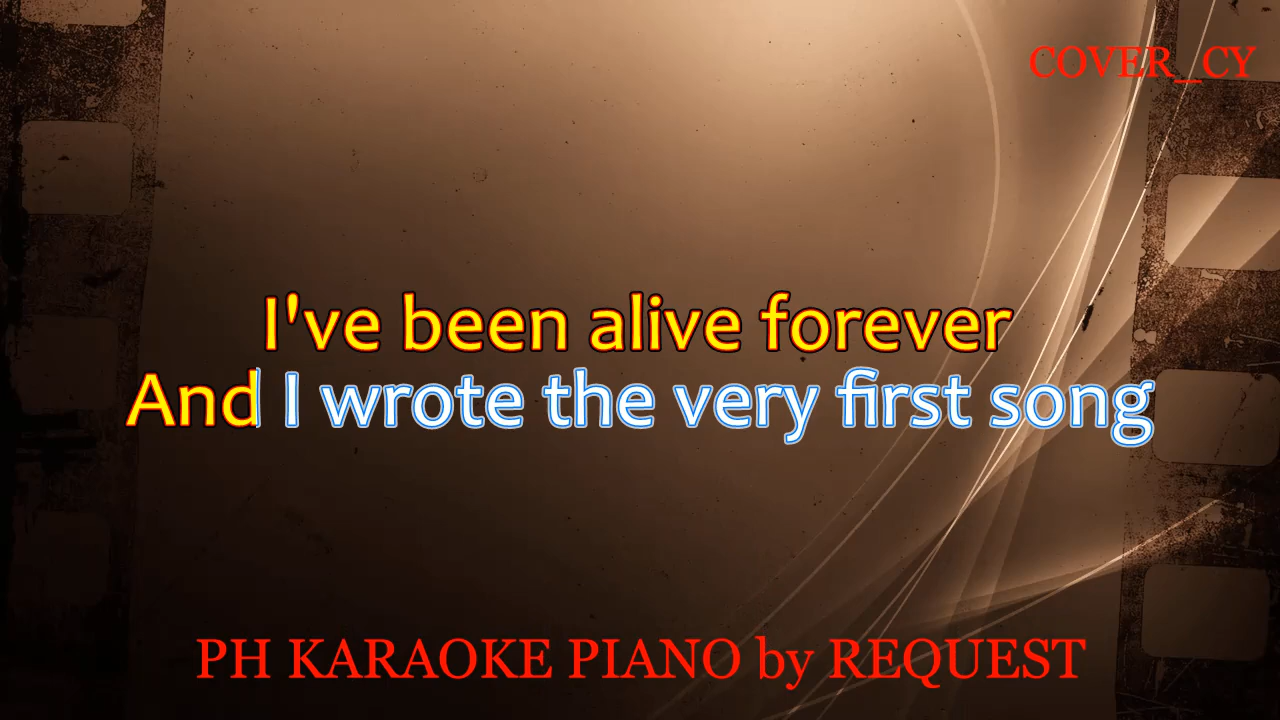 COVER_CY
I've been alive forever
And I wrote the very first song
PH KARAOKE PIANO by REQUEST